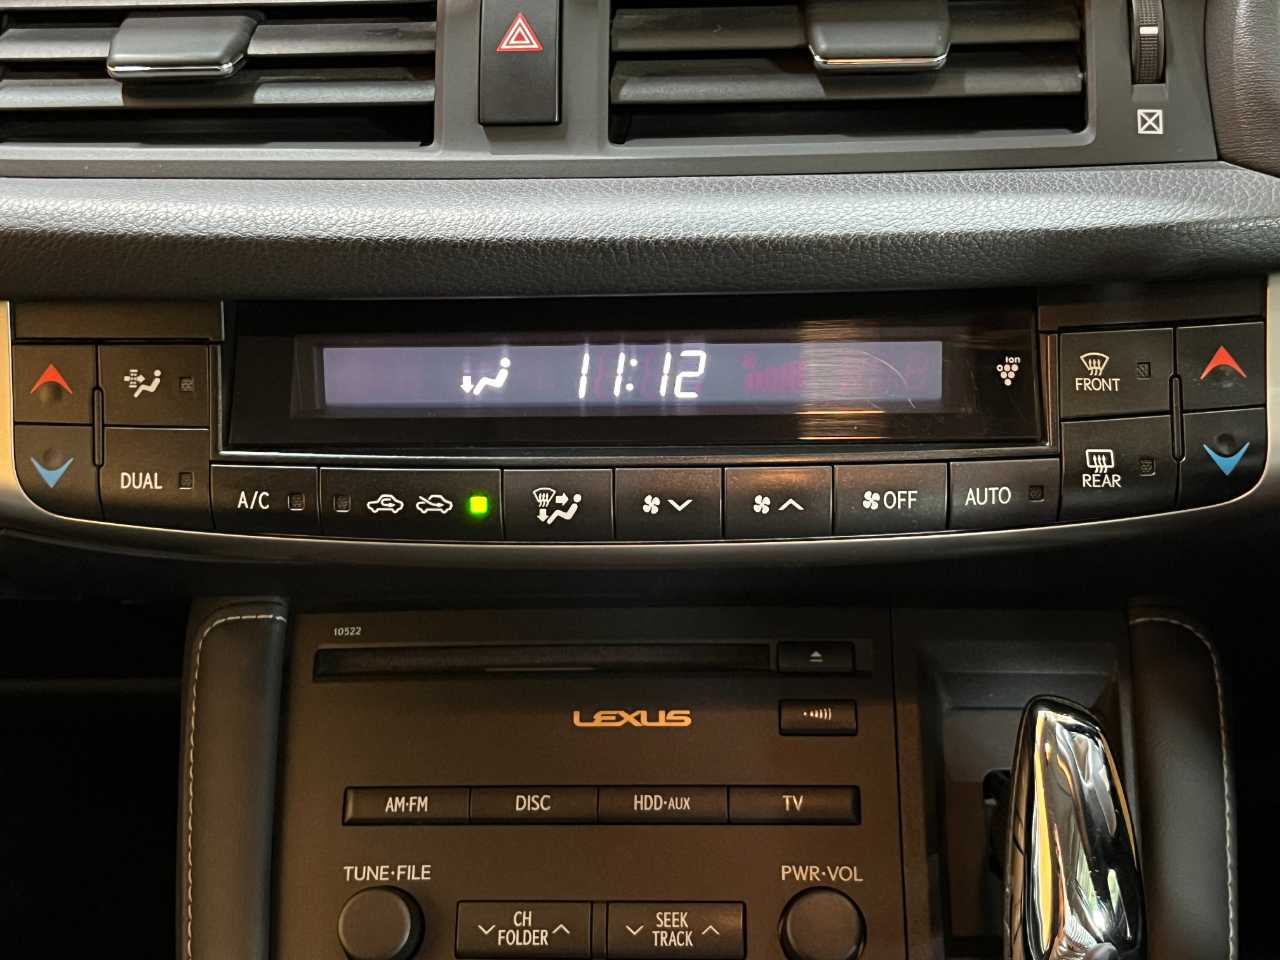 11:12
ion
FRONT
DUAL
REAR
A/C
OFF
AUTO
10522
LEXUS
AM·FM
DISC
HDD·AUX
TV
TUNE·FILE
PWR·VOL
CH
FOLDER
SEEK
TRACK